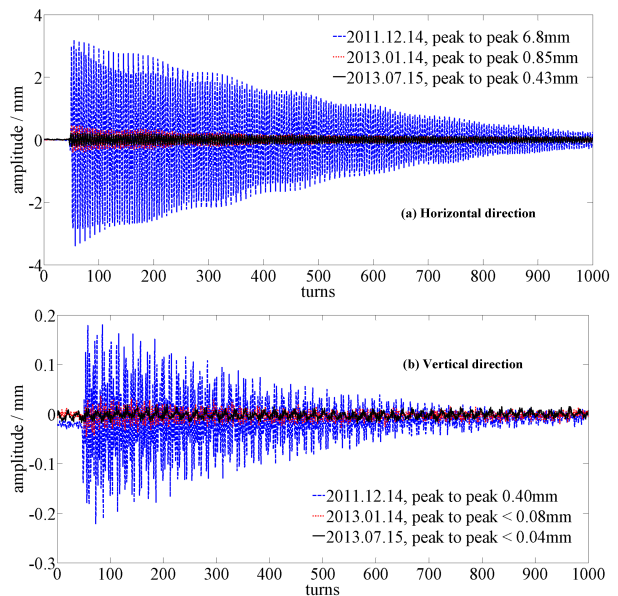 4
2011.12.14, peak to peak 6.8mm
2013.01.14, peak to peak 0.85mm
2013.07.15, peak to peak 0.43mm
2
0
-2
-4
amplitude / mm
(a) Horizontal direction
100 200 300 400 500 600 700 800 900 1000
turns
0.2
0.1
0
-0.1
-0.2
-0.3
amplitude / mm
(b) Vertical direction
2011.12.14, peak to peak 0.40mm
2013.01.14, peak to peak < 0.08mm
2013.07.15, peak to peak < 0.04mm
0 100 200 300 400 500 600 700 800 900 1000
turns